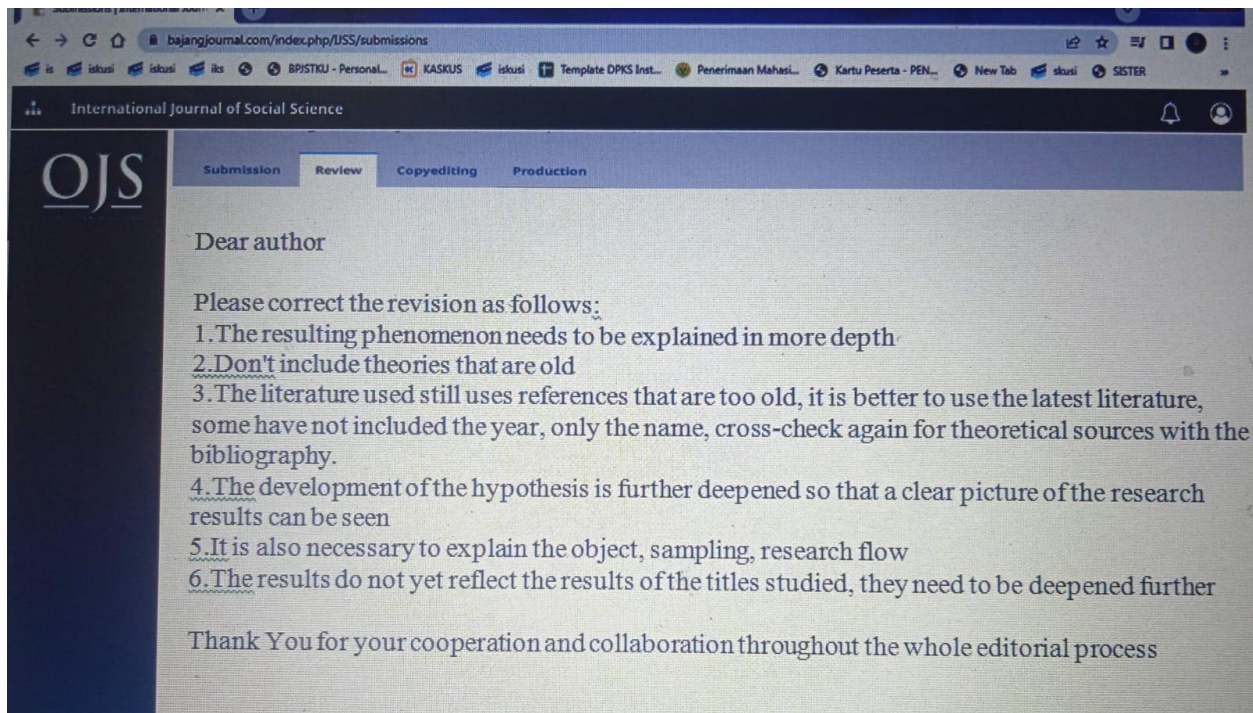 bajangjournal.com/index.php/IJSS/submissions
is iskusi iskusi iks BPJSTKU - Personal... KASKUS iskusi Template DPKS Inst... Penerimaan Mahasi... Kartu Peserta - PEN... New Tab skusi SISTER
International Journal of Social Science
OJS
Submission Review Copyediting Production
Dear author
Please correct the revision as follows:
1.The resulting phenomenon needs to be explained in more depth
2.Don't include theories that are old
3.The literature used still uses references that are too old, it is better to use the latest literature,
some have not included the year, only the name, cross-check again for theoretical sources with the
bibliography.
4.The development of the hypothesis is further deepened so that a clear picture of the research
results can be seen
5.It is also necessary to explain the object, sampling, research flow
6.The results do not yet reflect the results of the titles studied, they need to be deepened further
Thank You for your cooperation and collaboration throughout the whole editorial process